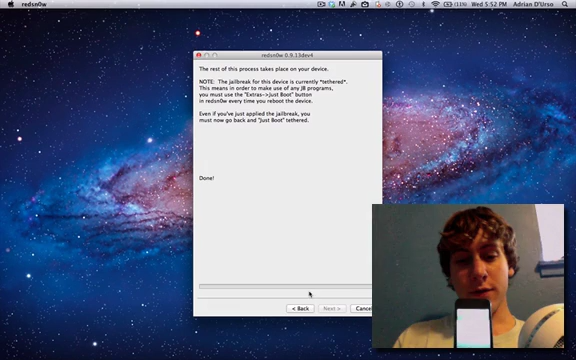 redsn0w
(11%) Wed 5:52 PM Adrian D'Urso
redsn0w 0.9.13dev4
The rest of this process takes place on your device.
NOTE: The jailbreak for this device is currently *tethered*.
This means in order to make use of any JB programs,
you must use the "Extras->Just Boot" button
in redsn0w every time you reboot the device.
Even if you've just applied the jailbreak, you
must now go back and "Just Boot" tethered.
Done!
< Back Next > Cancel